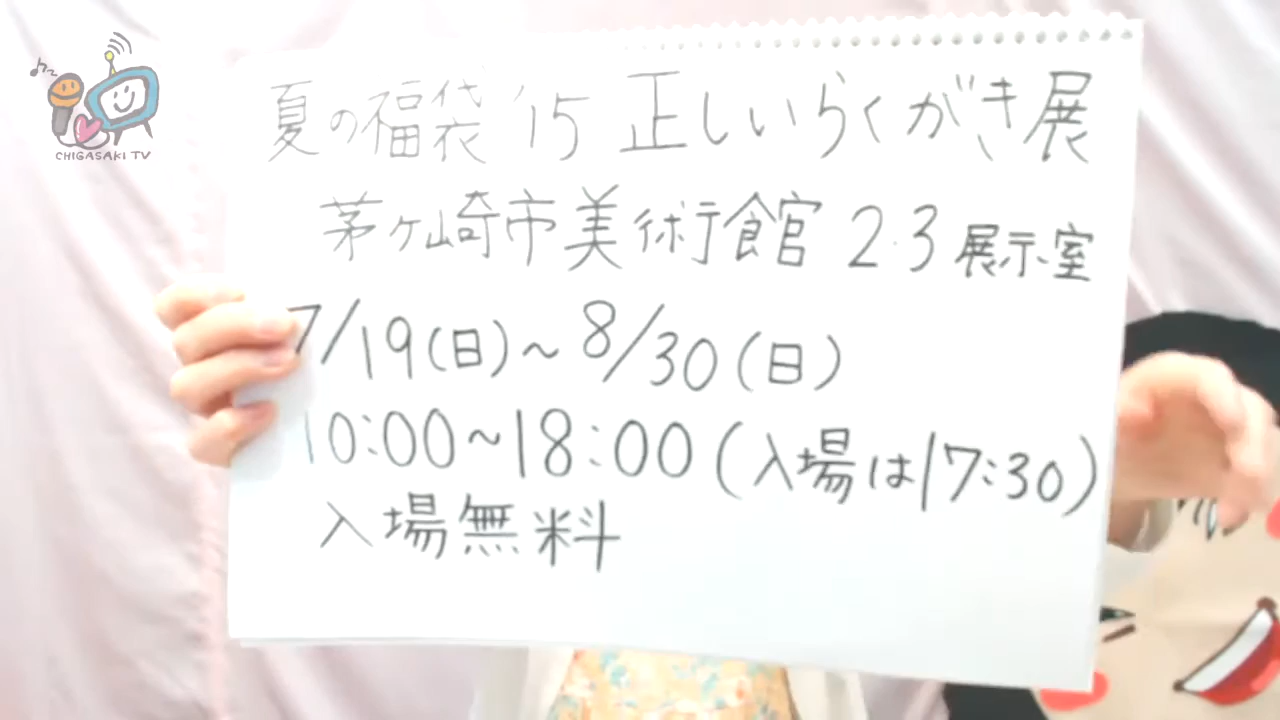 CHIGASAKI TV
夏の福袋'15 正しいらくがき展
茅ヶ崎市美術館 2・3 展示室
7/19(日)~8/30(日)
10:00~18:00(入場は17:30)
入場無料